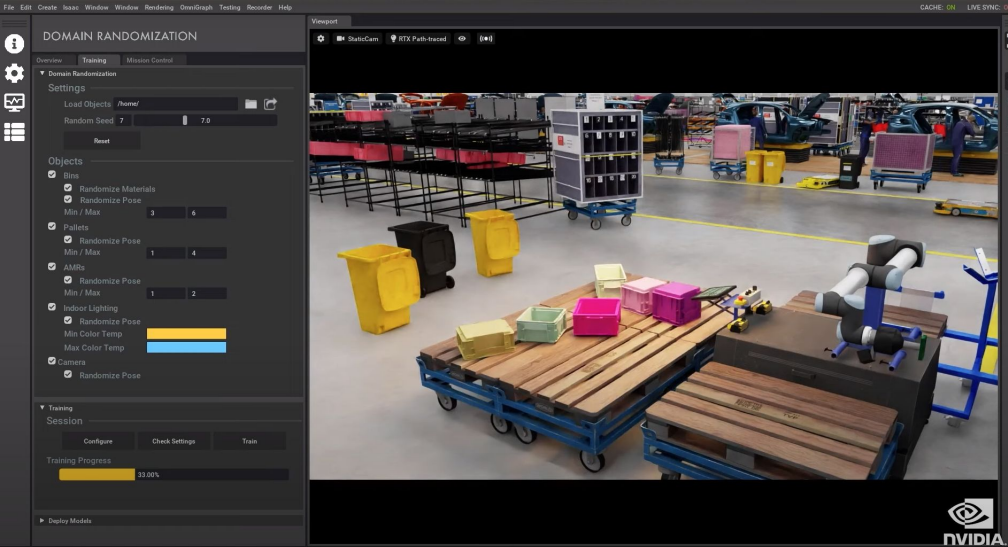 File Edit Create Isaac Window Window Rendering OmniGraph Testing Recorder Help
CACHE: ON LIVE SYNC:
DOMAIN RANDOMIZATION
Overview Training Mission Control
Domain Randomization
Settings
Load Objects /home/
Random Seed 7 7.0
Reset
Objects
Bins
Randomize Materials
Randomize Pose
Min / Max 3 6
Pallets
Randomize Pose
Min / Max 1 4
AMRs
Randomize Pose
Min / Max 1 2
Indoor Lighting
Randomize Pose
Min Color Temp
Max Color Temp
Camera
Randomize Pose
Training
Session
Configure Check Settings Train
Training Progress
33.00%
Deploy Models
Viewport
StaticCam RTX Path-traced
NVIDIA